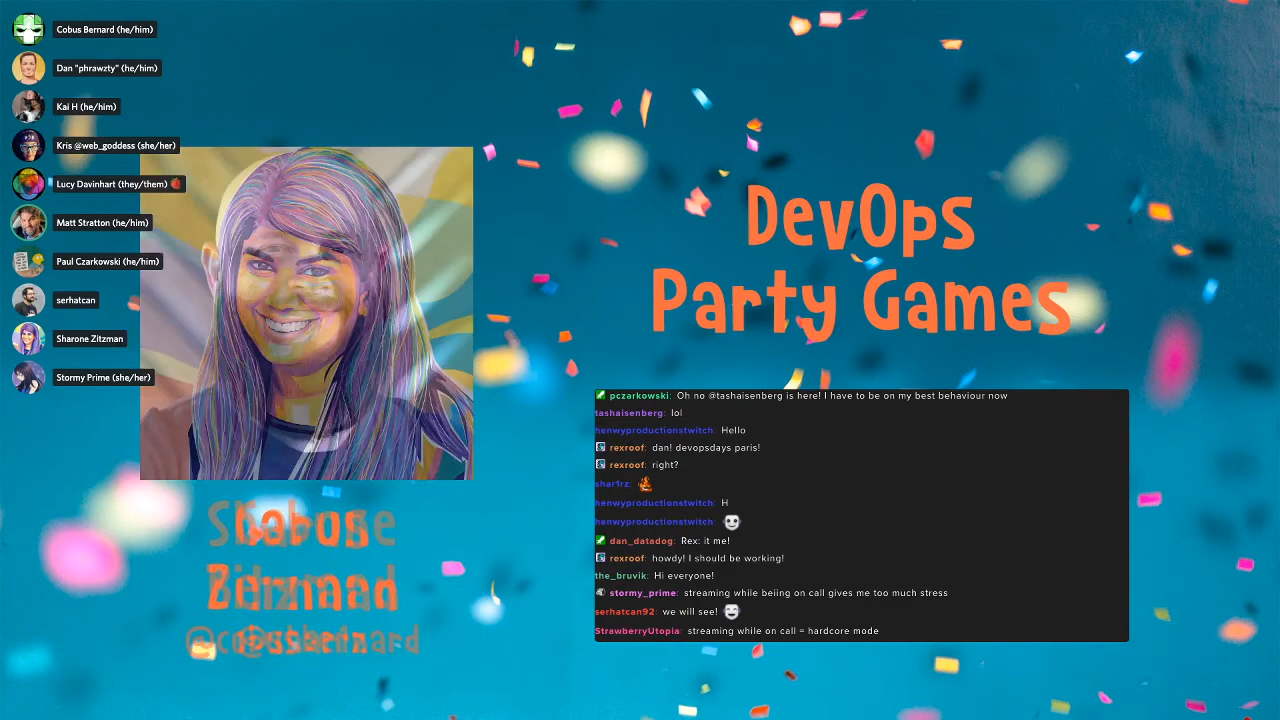 Cobus Bernard (he/him)
Dan "phrawzty" (he/him)
Kai H (he/him)
Kris @web_goddess (she/her)
Lucy Davinhart (they/them)
Matt Stratton (he/him)
Paul Czarkowski (he/him)
serhatcan
Sharone Zitzman
Stormy Prime (she/her)
DevOps
Party Games
pczarkowski: Oh no @tashaisenberg is here! I have to be on my best behaviour now
tashaisenberg: lol
henwyproductionstwitch: Hello
rexroof: dan! devopsdays paris!
rexroof: right?
shar1rz:
henwyproductionstwitch: H
henwyproductionstwitch:
dan_datadog: Rex: it me!
rexroof: howdy! I should be working!
the_bruvik: Hi everyone!
stormy_prime: streaming while beiing on call gives me too much stress
serhatcan92: we will see!
StrawberryUtopia: streaming while on call = hardcore mode